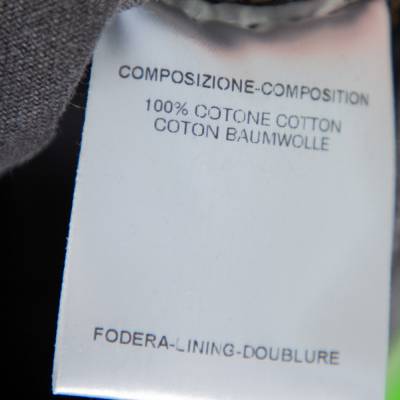 COMPOSIZIONE-COMPOSITION
100% COTONE COTTON
COTON BAUMWOLLE
FODERA-LINING-DOUBLURE